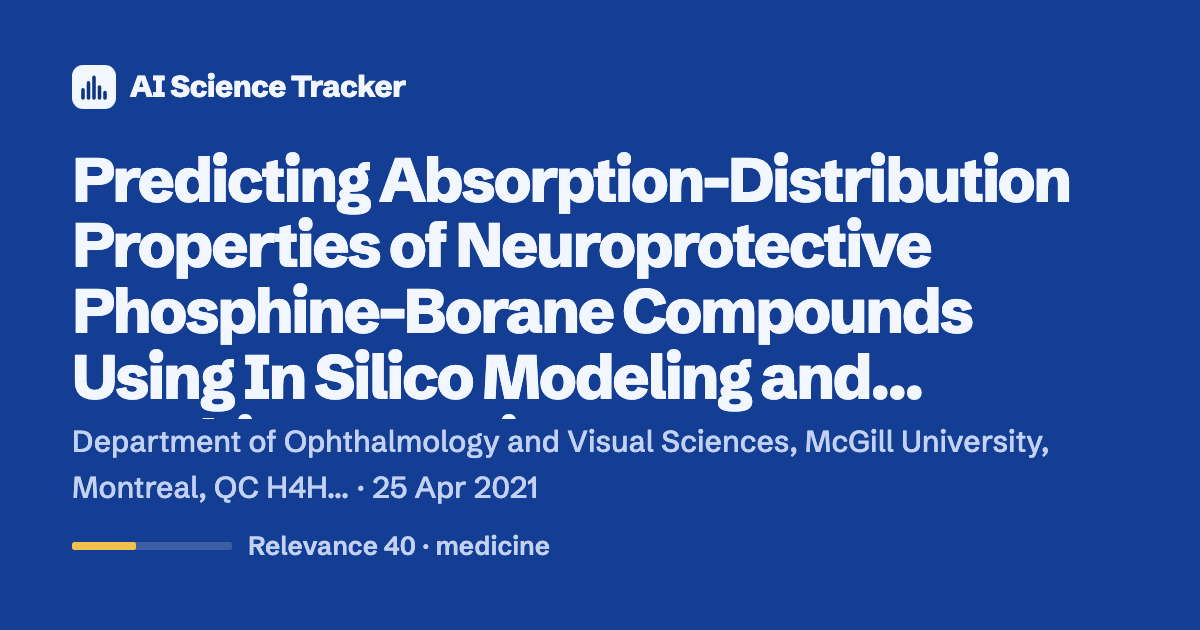 AI Science Tracker
Predicting Absorption-Distribution
Properties of Neuroprotective
Phosphine-Borane Compounds
Using In Silico Modeling and...
Department of Ophthalmology and Visual Sciences, McGill University,
Montreal, QC H4H... · 25 Apr 2021
Relevance 40 · medicine